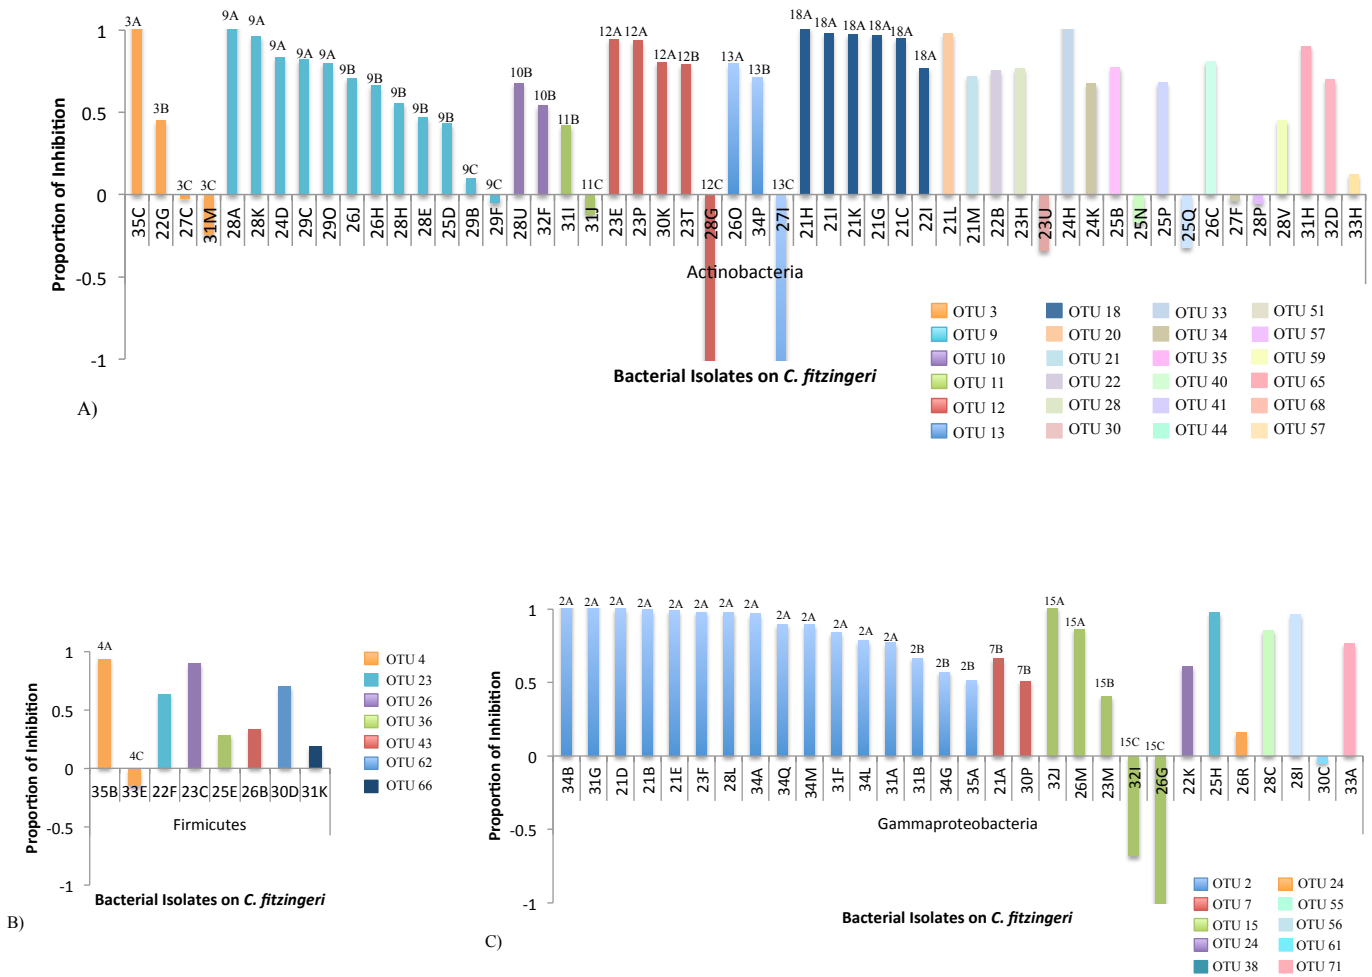 3A 9A 9A 9A 9A 9A 9B 9B 9B 9B 9B 9C 9C
3B 3C 3C
10B 10B 11B 11C
12A 12A 12A 12B 12C
13A 13B 13C
18A 18A 18A 18A 18A 18A
Proportion of Inhibition
1
0.5
0
-0.5
-1
35C 22G 27C 31M 28A 28K 24D 29C 29O 26J 26H 28H 28E 25D 29B 29F 28U 32F 31I 31J 23E 23P 30K 23T 28G 26O 34P 27I 21H 21I 21K 21G 21C 22I 21L 21M 22B 23H 23U 24H 24K 25B 25N 25P 25Q 26C 27F 28P 28V 31H 32D 33H
Actinobacteria
Bacterial Isolates on C. fitzingeri
A)
OTU 3 OTU 18 OTU 33 OTU 51
OTU 9 OTU 20 OTU 34 OTU 57
OTU 10 OTU 21 OTU 35 OTU 59
OTU 11 OTU 22 OTU 40 OTU 65
OTU 12 OTU 28 OTU 41 OTU 68
OTU 13 OTU 30 OTU 44 OTU 57
Proportion of Inhibition
1
0.5
0
-0.5
-1
4A 4C
35B 33E 22F 23C 25E 26B 30D 31K
Firmicutes
Bacterial Isolates on C. fitzingeri
B)
OTU 4
OTU 23
OTU 26
OTU 36
OTU 43
OTU 62
OTU 66
Proportion of Inhibition
1
0.5
0
-0.5
-1
2A 2A 2A 2A 2A 2A 2A 2A 2A 2A 2A 2A 2A 2B 2B 2B 7B 7B 15A 15A 15B 15C 15C
34B 31G 21D 21B 21E 23F 28L 34A 34Q 34M 31F 34L 31A 31B 34G 35A 21A 30P 32J 26M 23M 32I 26G 22K 25H 26R 28C 28I 30C 33A
Gammaproteobacteria
Bacterial Isolates on C. fitzingeri
C)
OTU 2 OTU 24
OTU 7 OTU 55
OTU 15 OTU 56
OTU 24 OTU 61
OTU 38 OTU 71